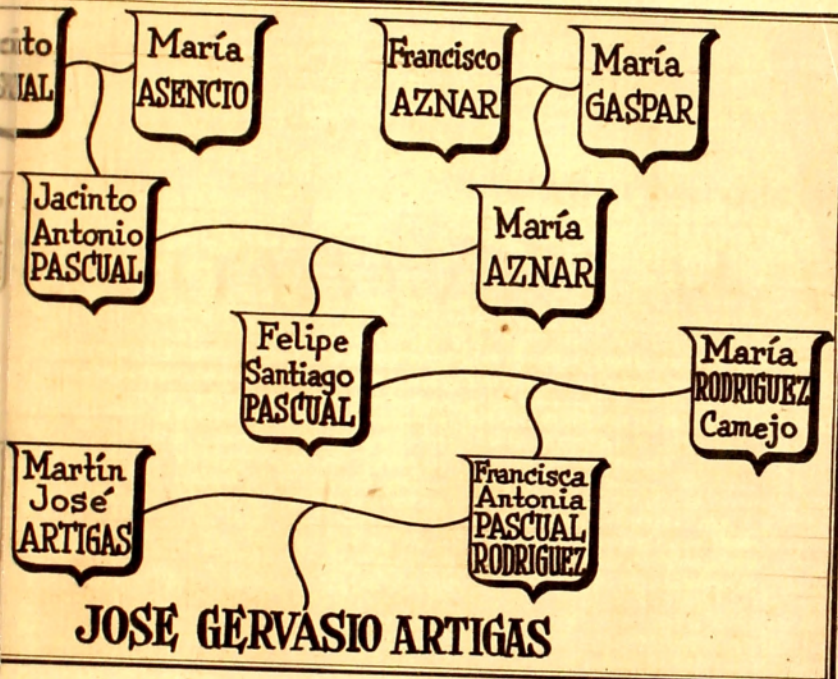 María
ASENCIO
Francisco
AZNAR
María
GASPAR
Jacinto
Antonio
PASCUAL
María
AZNAR
Felipe
Santiago
PASCUAL
María
RODRIGUEZ
Camejo
Martín
José
ARTIGAS
Francisca
Antonia
PASCUAL
RODRIGUEZ
JOSE GERVASIO ARTIGAS